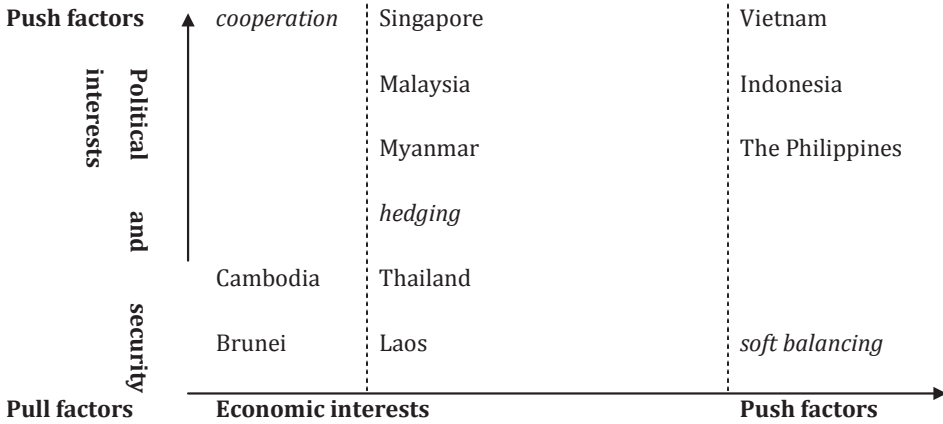 Push factors cooperation Singapore Vietnam
Political and security
interests
Malaysia Indonesia
Myanmar The Philippines
hedging
Cambodia Thailand
Brunei Laos soft balancing
Pull factors Economic interests Push factors